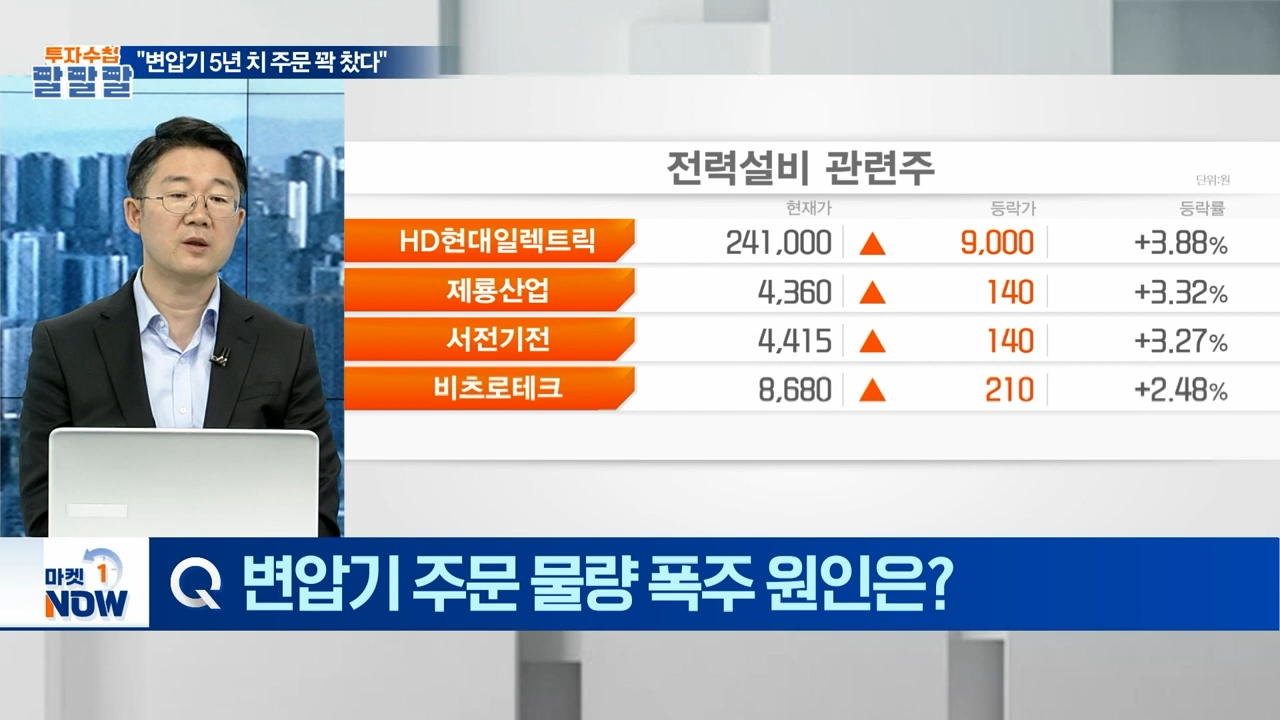 투자수첩
팔팔팔
"변압기 5년 치 주문 꽉 찼다"
전력설비 관련주
단위:원
현재가 등락가 등락률
HD현대일렉트릭 241,000 ▲ 9,000 +3.88%
제룡산업 4,360 ▲ 140 +3.32%
서전기전 4,415 ▲ 140 +3.27%
비츠로테크 8,680 ▲ 210 +2.48%
마켓 1
NOW
Q 변압기 주문 물량 폭주 원인은?